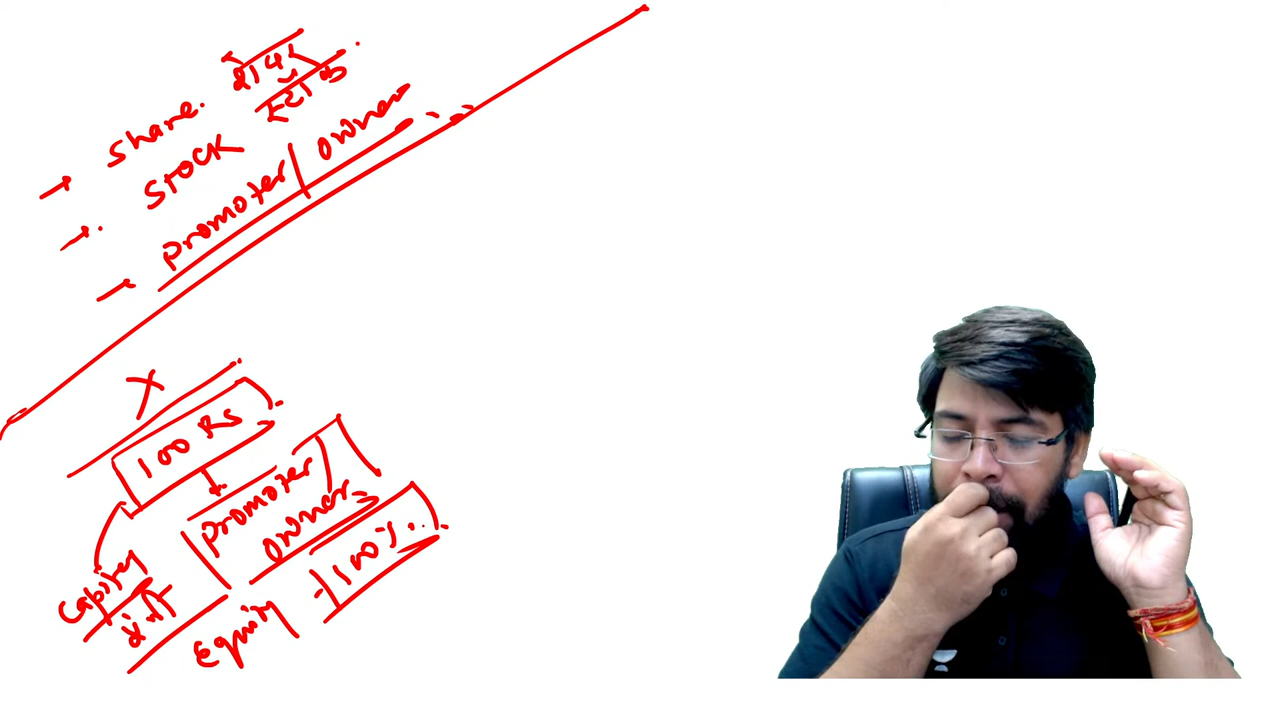 → Share. शेयर
→. STOCK स्टॉक
→ Promoter / owner
X
100 Rs
Promoter
owner
Capital
Equity 100%